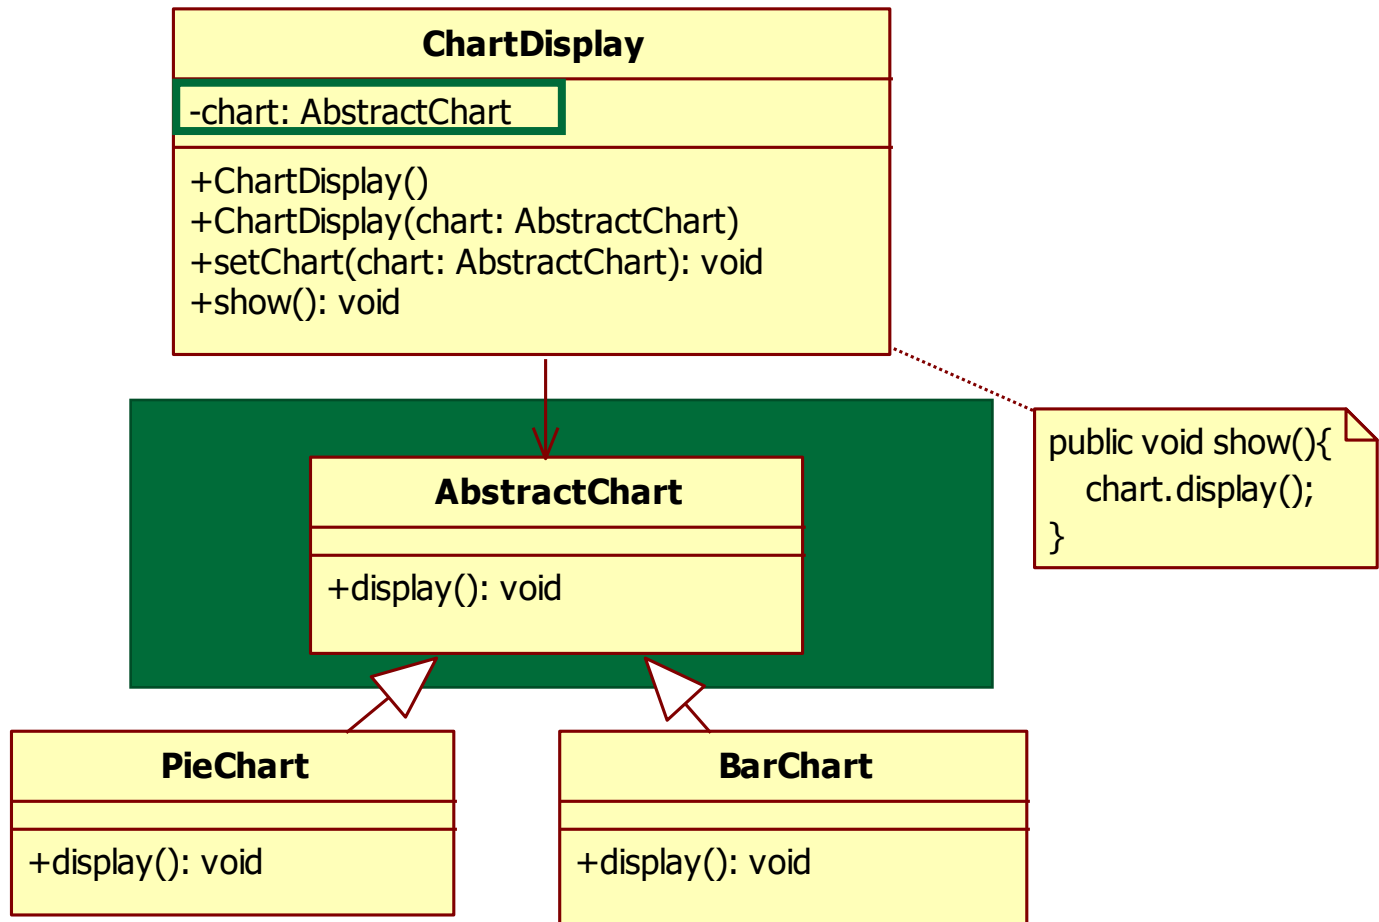 ChartDisplay
-chart: AbstractChart
+ChartDisplay()
+ChartDisplay(chart: AbstractChart)
+setChart(chart: AbstractChart): void
+show(): void
public void show(){
chart.display();
}
AbstractChart
+display(): void
PieChart
+display(): void
BarChart
+display(): void